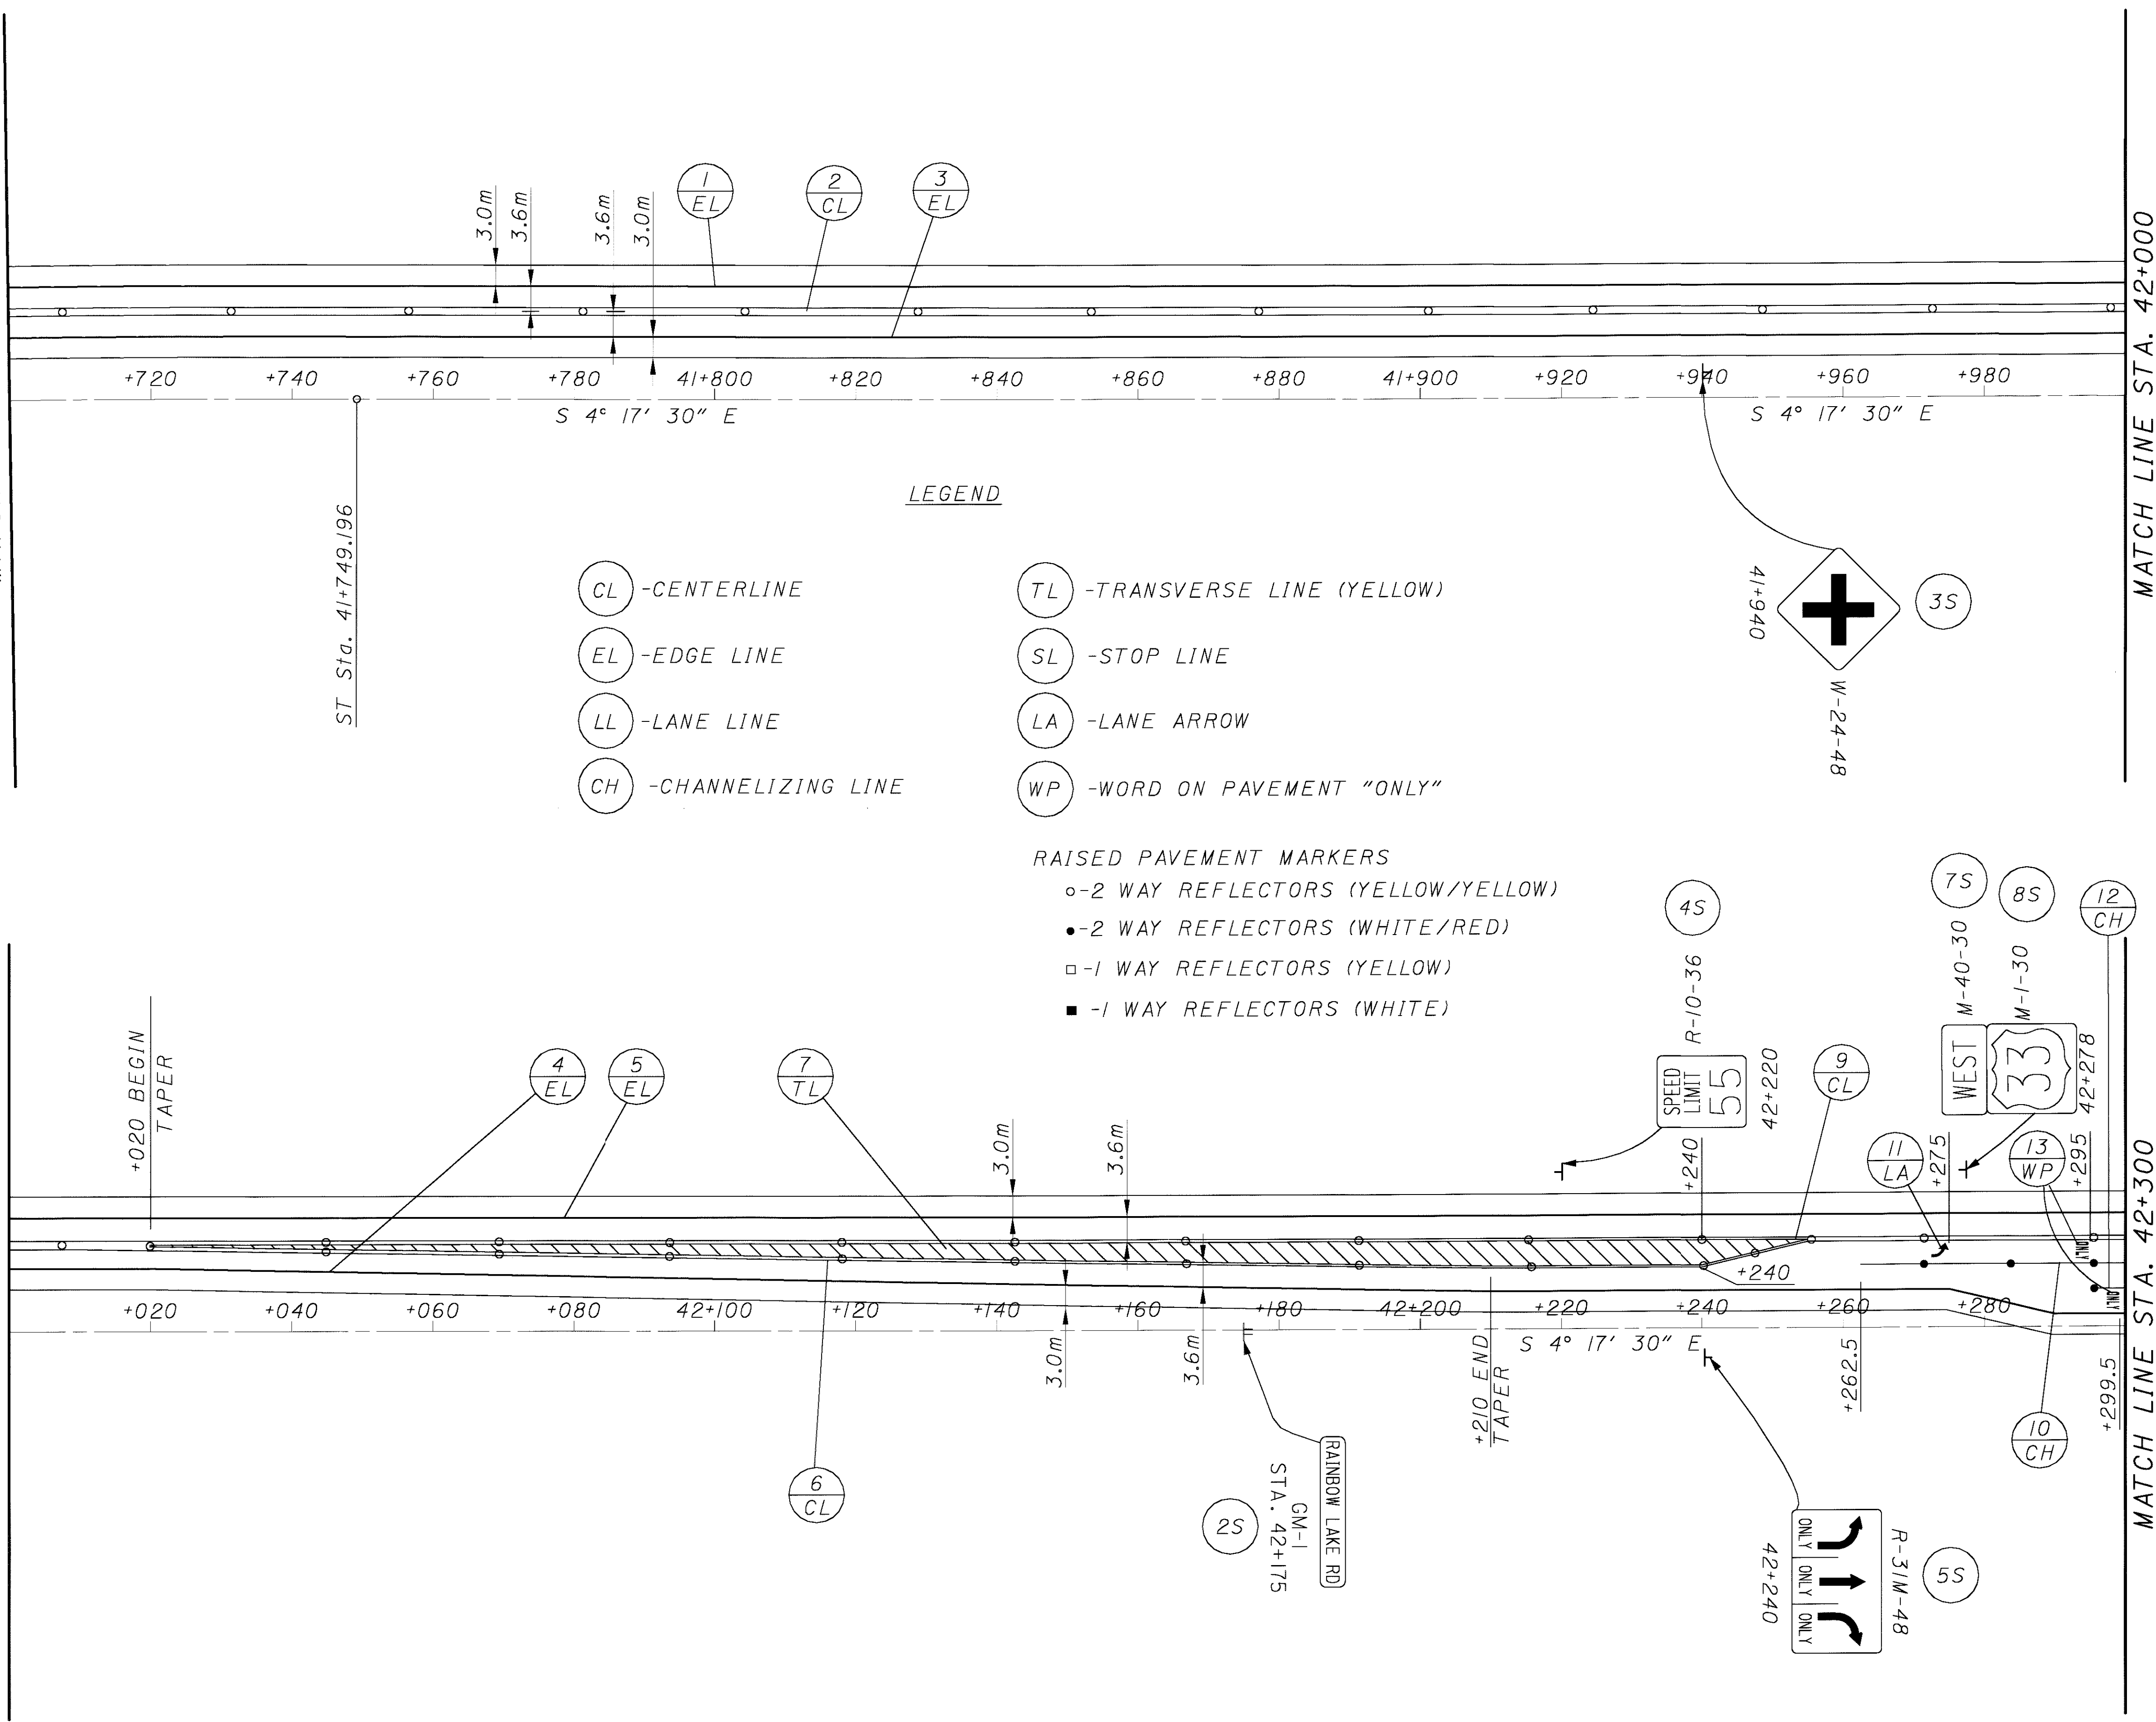 3.0m
3.6m
3.6m
3.0m
1
EL
2
CL
3
EL
+720
+740
+760
+780
41+800
+820
+840
+860
+880
41+900
+920
+940
+960
+980
S 4° 17' 30" E
S 4° 17' 30" E
MATCH LINE STA. 42+000
ST Sta. 41+749.196
LEGEND
CL -CENTERLINE
EL -EDGE LINE
LL -LANE LINE
CH -CHANNELIZING LINE
TL -TRANSVERSE LINE (YELLOW)
SL -STOP LINE
LA -LANE ARROW
WP -WORD ON PAVEMENT "ONLY"
41+940
3S
W-24-48
RAISED PAVEMENT MARKERS
-2 WAY REFLECTORS (YELLOW/YELLOW)
-2 WAY REFLECTORS (WHITE/RED)
-1 WAY REFLECTORS (YELLOW)
-1 WAY REFLECTORS (WHITE)
4S
R-10-36
SPEED
LIMIT
55
42+220
7S
M-40-30
8S
M-1-30
WEST
33
42+278
12
CH
+020 BEGIN
TAPER
4
EL
5
EL
7
TL
3.0m
3.6m
+240
9
CL
11
LA
+275
13
WP
+295
ONLY
ONLY
+240
+020
+040
+060
+080
42+100
+120
+140
+160
+180
42+200
+220
+240
+260
+280
S 4° 17' 30" E
3.0m
3.6m
+210 END
TAPER
+262.5
+299.5
10
CH
6
CL
2S
RAINBOW LAKE RD
GM-1
STA. 42+175
ONLY
ONLY
ONLY
R-31M-48
42+240
5S
MATCH LINE STA. 42+300